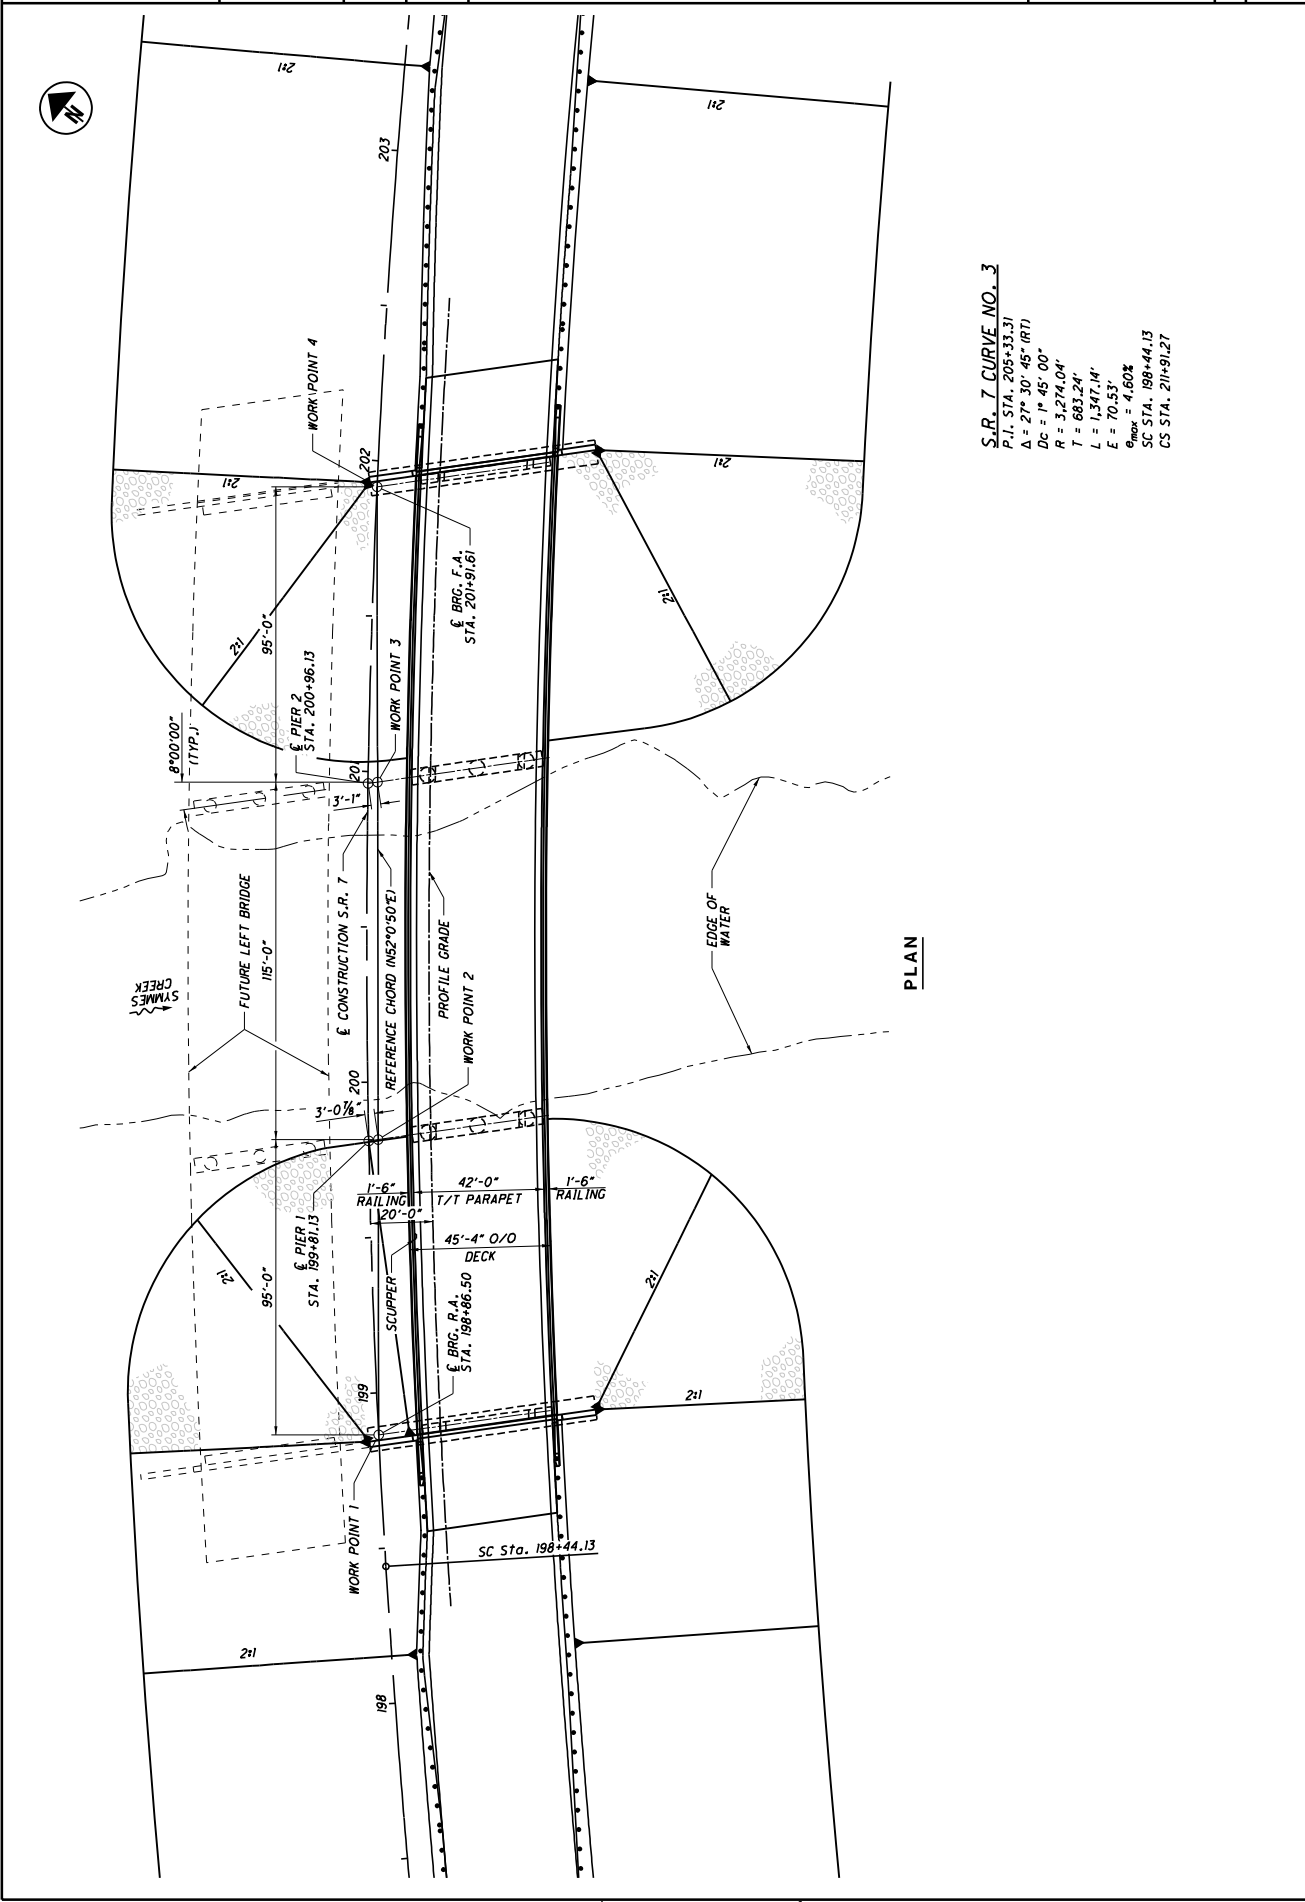 N
2:1
2:1
203
WORK POINT 4
202
2:1
2:1
℄ BRG. F.A.
STA. 201+91.61
2:1
2:1
95'-0"
℄ PIER 2
STA. 200+96.13
WORK POINT 3
8°00'00"
(TYP.)
201
3'-1"
FUTURE LEFT BRIDGE
115'-0"
℄ CONSTRUCTION S.R. 7
REFERENCE CHORD (N52°0'50"E)
PROFILE GRADE
EDGE OF
WATER
SYMMES
CREEK
WORK POINT 2
200
3'-0⅞"
1'-6"
RAILING
42'-0"
T/T PARAPET
1'-6"
RAILING
20'-0"
45'-4" O/O
DECK
℄ PIER 1
STA. 199+81.13
2:1
95'-0"
SCUPPER
℄ BRG. R.A.
STA. 198+86.50
2:1
199
2:1
WORK POINT 1
SC Sta. 198+44.13
2:1
198
PLAN
S.R. 7 CURVE NO. 3
P.I. STA. 205+33.31
Δ = 27° 30' 45" (RT)
Dc = 1° 45' 00"
R = 3,274.04'
T = 683.24'
L = 1,347.14'
E = 70.53'
emax = 4.60%
SC STA. 198+44.13
CS STA. 211+91.27